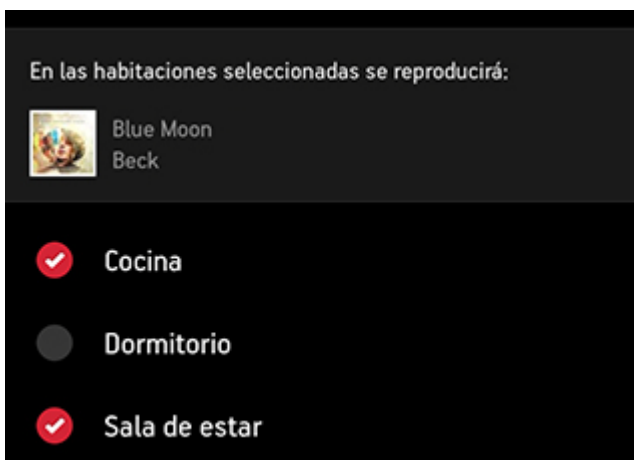 En las habitaciones seleccionadas se reproducirá:
Blue Moon
Beck
Cocina
Dormitorio
Sala de estar